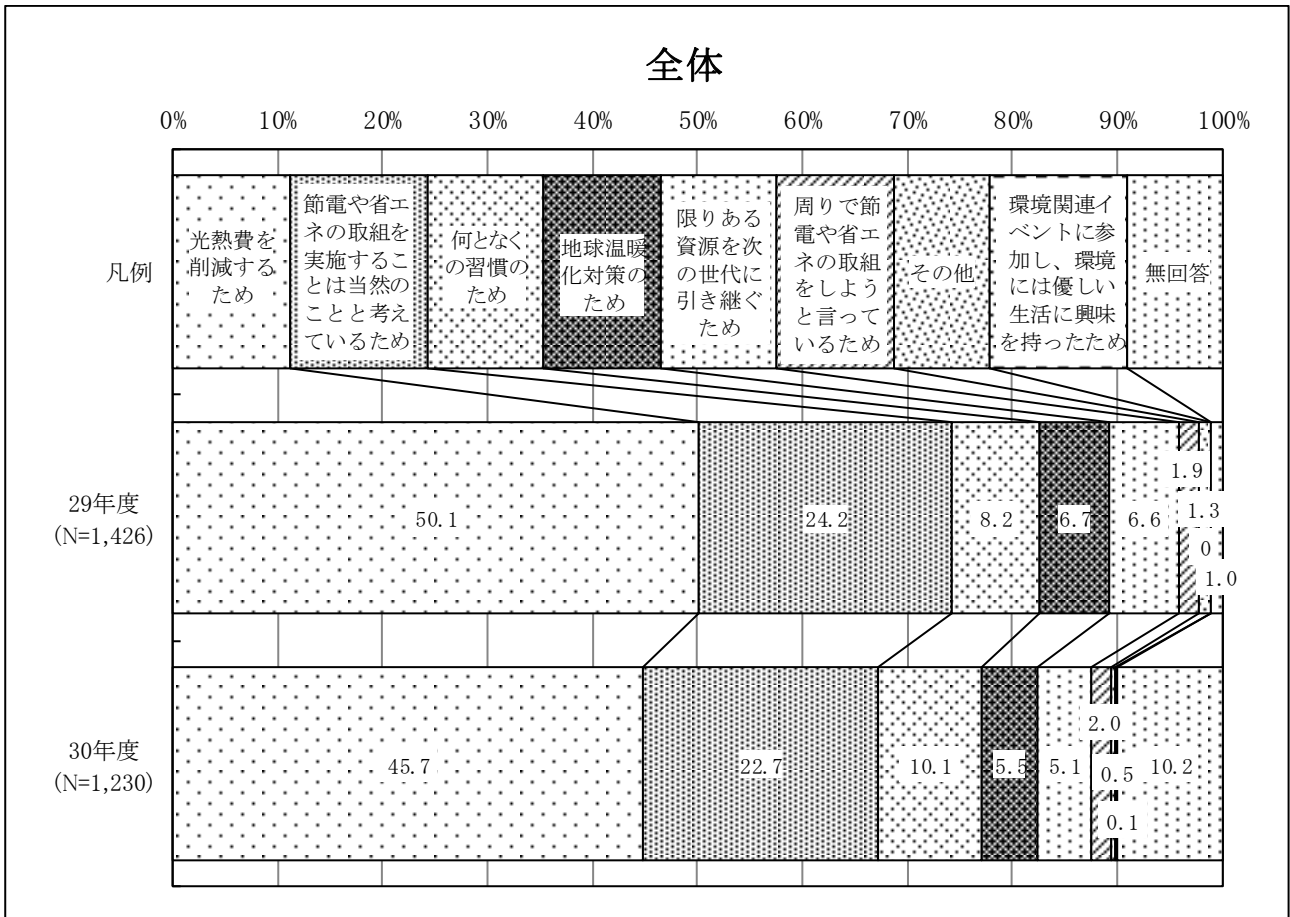 全体
0% 10% 20% 30% 40% 50% 60% 70% 80% 90% 100%
凡例
光熱費を
削減する
ため
節電や省エ
ネの取組を
実施するこ
とは当然の
ことと考え
ているため
何となく
の習慣の
ため
地球温暖
化対策の
ため
限りある
資源を次
の世代に
引き継ぐ
ため
周りで節
電や省エ
ネの取組
をしよう
と言って
いるため
その他
環境関連イ
ベントに参
加し、環境
には優しい
生活に興味
を持ったため
無回答
29年度
(N=1,426)
50.1 24.2 8.2 6.7 6.6 1.9 1.3 0 1.0
30年度
(N=1,230)
45.7 22.7 10.1 5.5 5.1 2.0 0.5 0.1 10.2